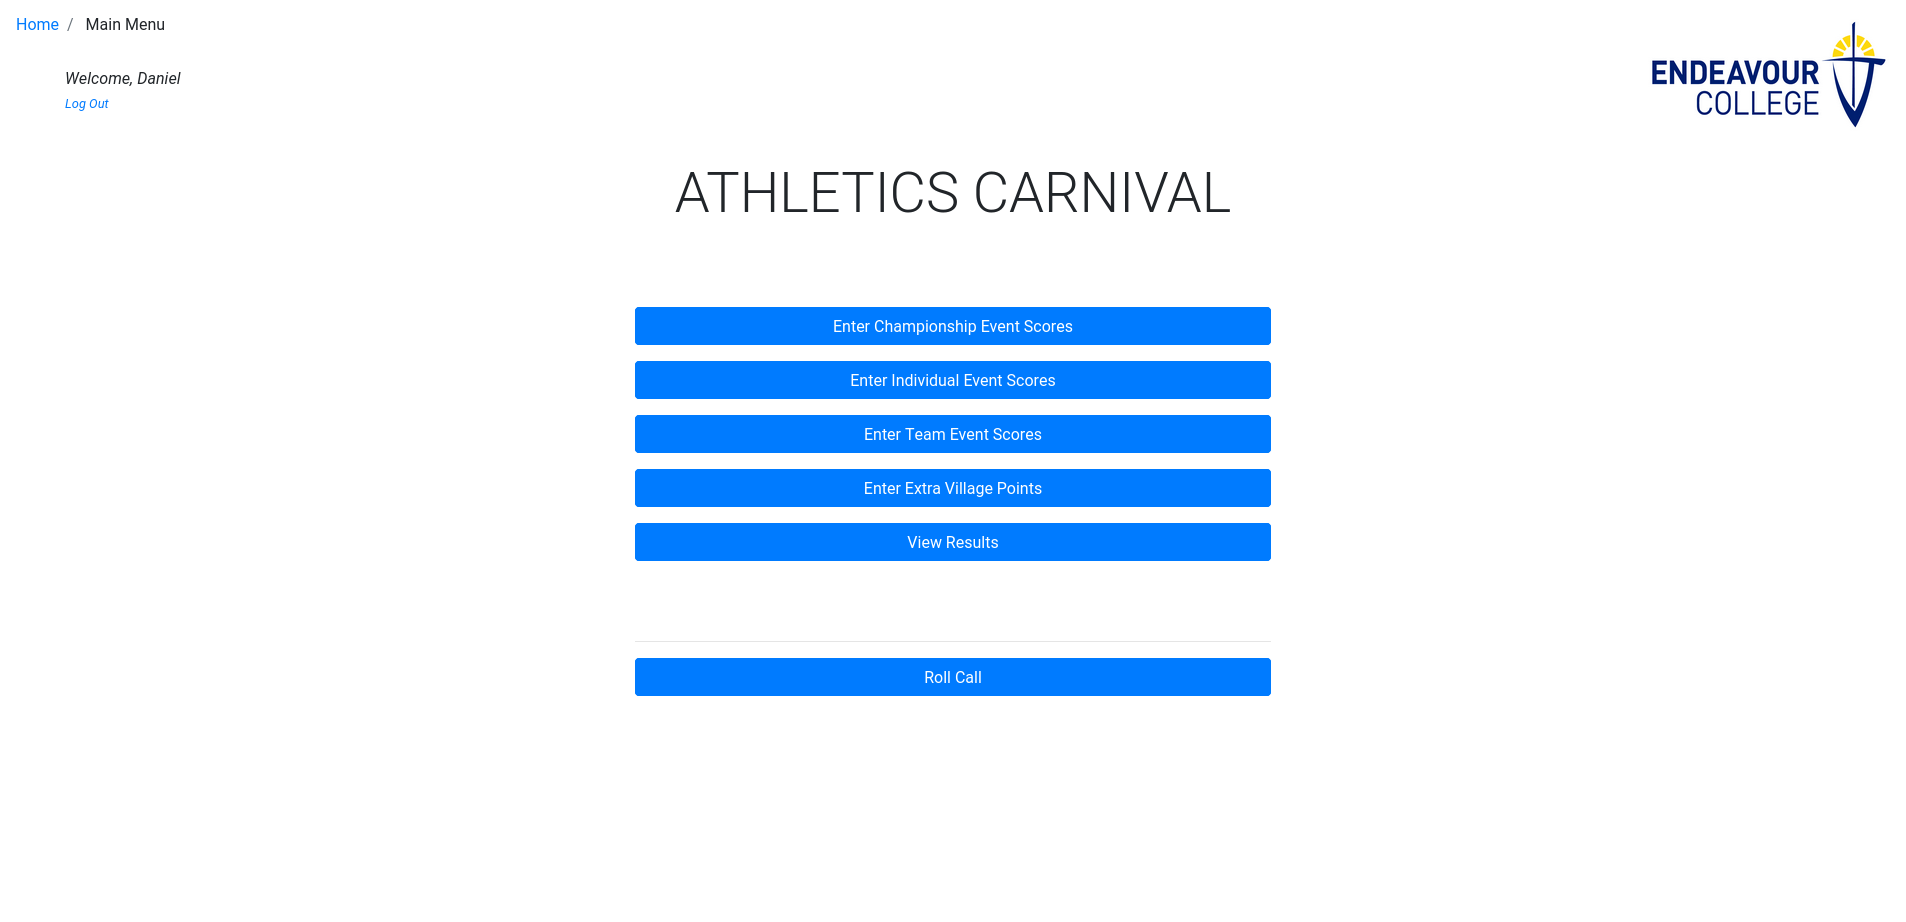 Home / Main Menu
Welcome, Daniel
Log Out
ENDEAVOUR
COLLEGE
ATHLETICS CARNIVAL
Enter Championship Event Scores
Enter Individual Event Scores
Enter Team Event Scores
Enter Extra Village Points
View Results
Roll Call